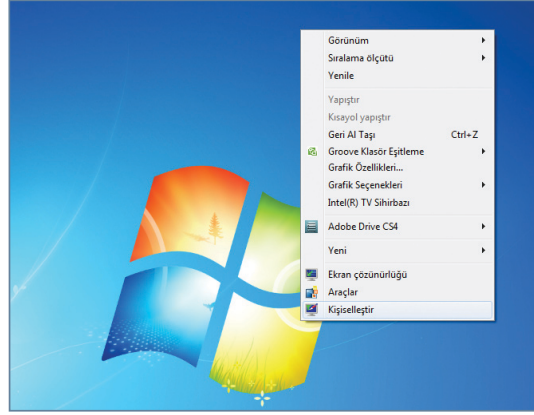 Görünüm
Sıralama ölçütü
Yenile
Yapıştır
Kısayol yapıştır
Geri Al Taşı Ctrl+Z
Groove Klasör Eşitleme
Grafik Özellikleri...
Grafik Seçenekleri
Intel(R) TV Sihirbazı
Adobe Drive CS4
Yeni
Ekran çözünürlüğü
Araçlar
Kişiselleştir